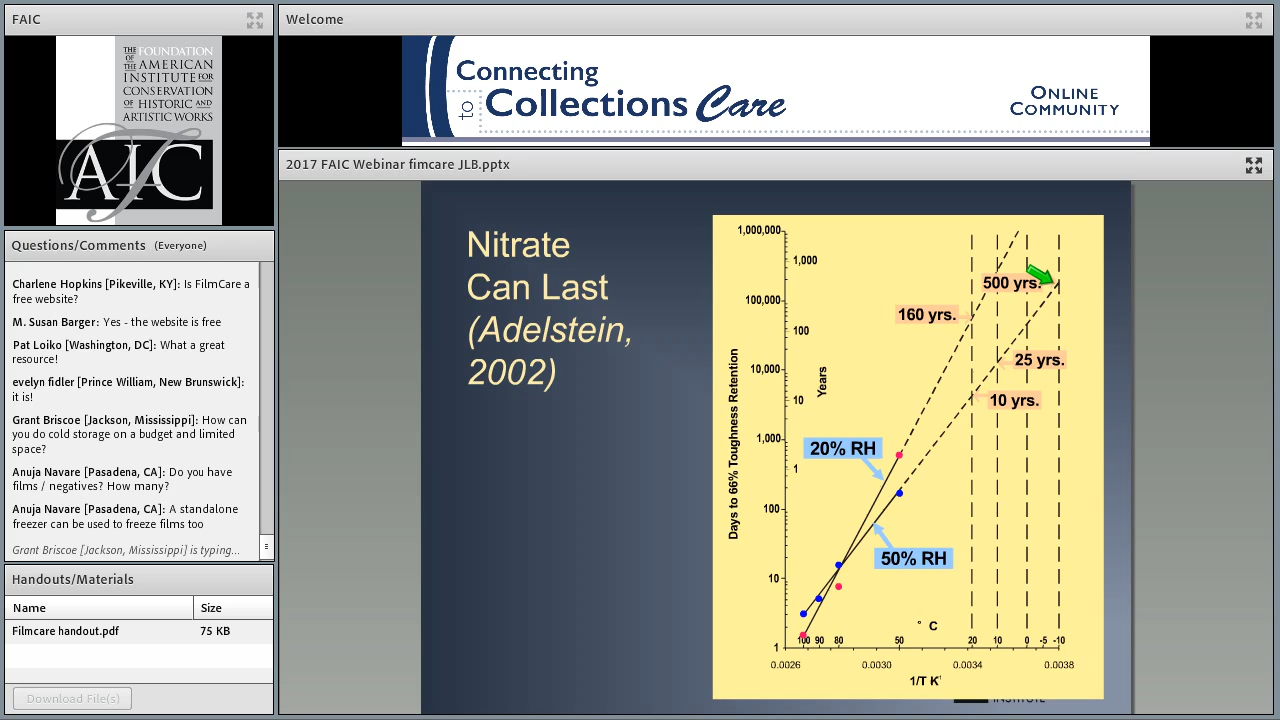 FAIC
THE FOUNDATION
OF THE AMERICAN
INSTITUTE FOR
CONSERVATION
OF HISTORIC AND
ARTISTIC WORKS
AIC
Questions/Comments (Everyone)
Charlene Hopkins [Pikeville, KY]: Is FilmCare a
free website?
M. Susan Barger: Yes - the website is free
Pat Loiko [Washington, DC]: What a great
resource!
evelyn fidler [Prince William, New Brunswick]:
it is!
Grant Briscoe [Jackson, Mississippi]: How can
you do cold storage on a budget and limited
space?
Anuja Navare [Pasadena, CA]: Do you have
films / negatives? How many?
Anuja Navare [Pasadena, CA]: A standalone
freezer can be used to freeze films too
Grant Briscoe [Jackson, Mississippi] is typing...
Handouts/Materials
Name Size
Filmcare handout.pdf 75 KB
Download File(s)
Welcome
Connecting
to Collections Care
ONLINE
COMMUNITY
2017 FAIC Webinar fimcare JLB.pptx
Nitrate
Can Last
(Adelstein,
2002)
Days to 66% Toughness Retention
1,000,000
100,000
10,000
1,000
100
10
1
Years
1,000
100
10
1
500 yrs.
160 yrs.
25 yrs.
10 yrs.
20% RH
50% RH
° C
100 90 80 50 20 10 0 -5 -10
0.0026 0.0030 0.0034 0.0038
1/T K¹
INSTITUTE